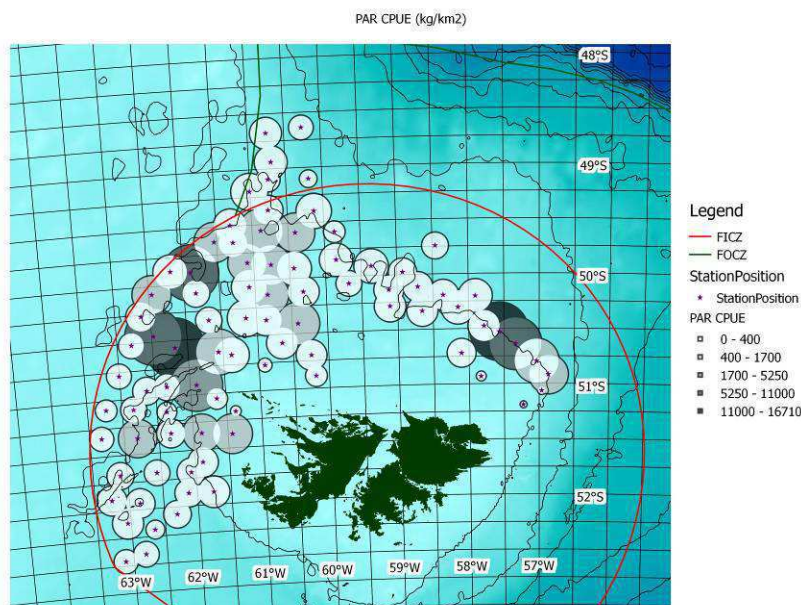 PAR CPUE (kg/km2)
48°S
49°S
50°S
51°S
52°S
63°W 62°W 61°W 60°W 59°W 58°W 57°W
Legend
FICZ
FOCZ
StationPosition
StationPosition
PAR CPUE
0 - 400
400 - 1700
1700 - 5250
5250 - 11000
11000 - 16710